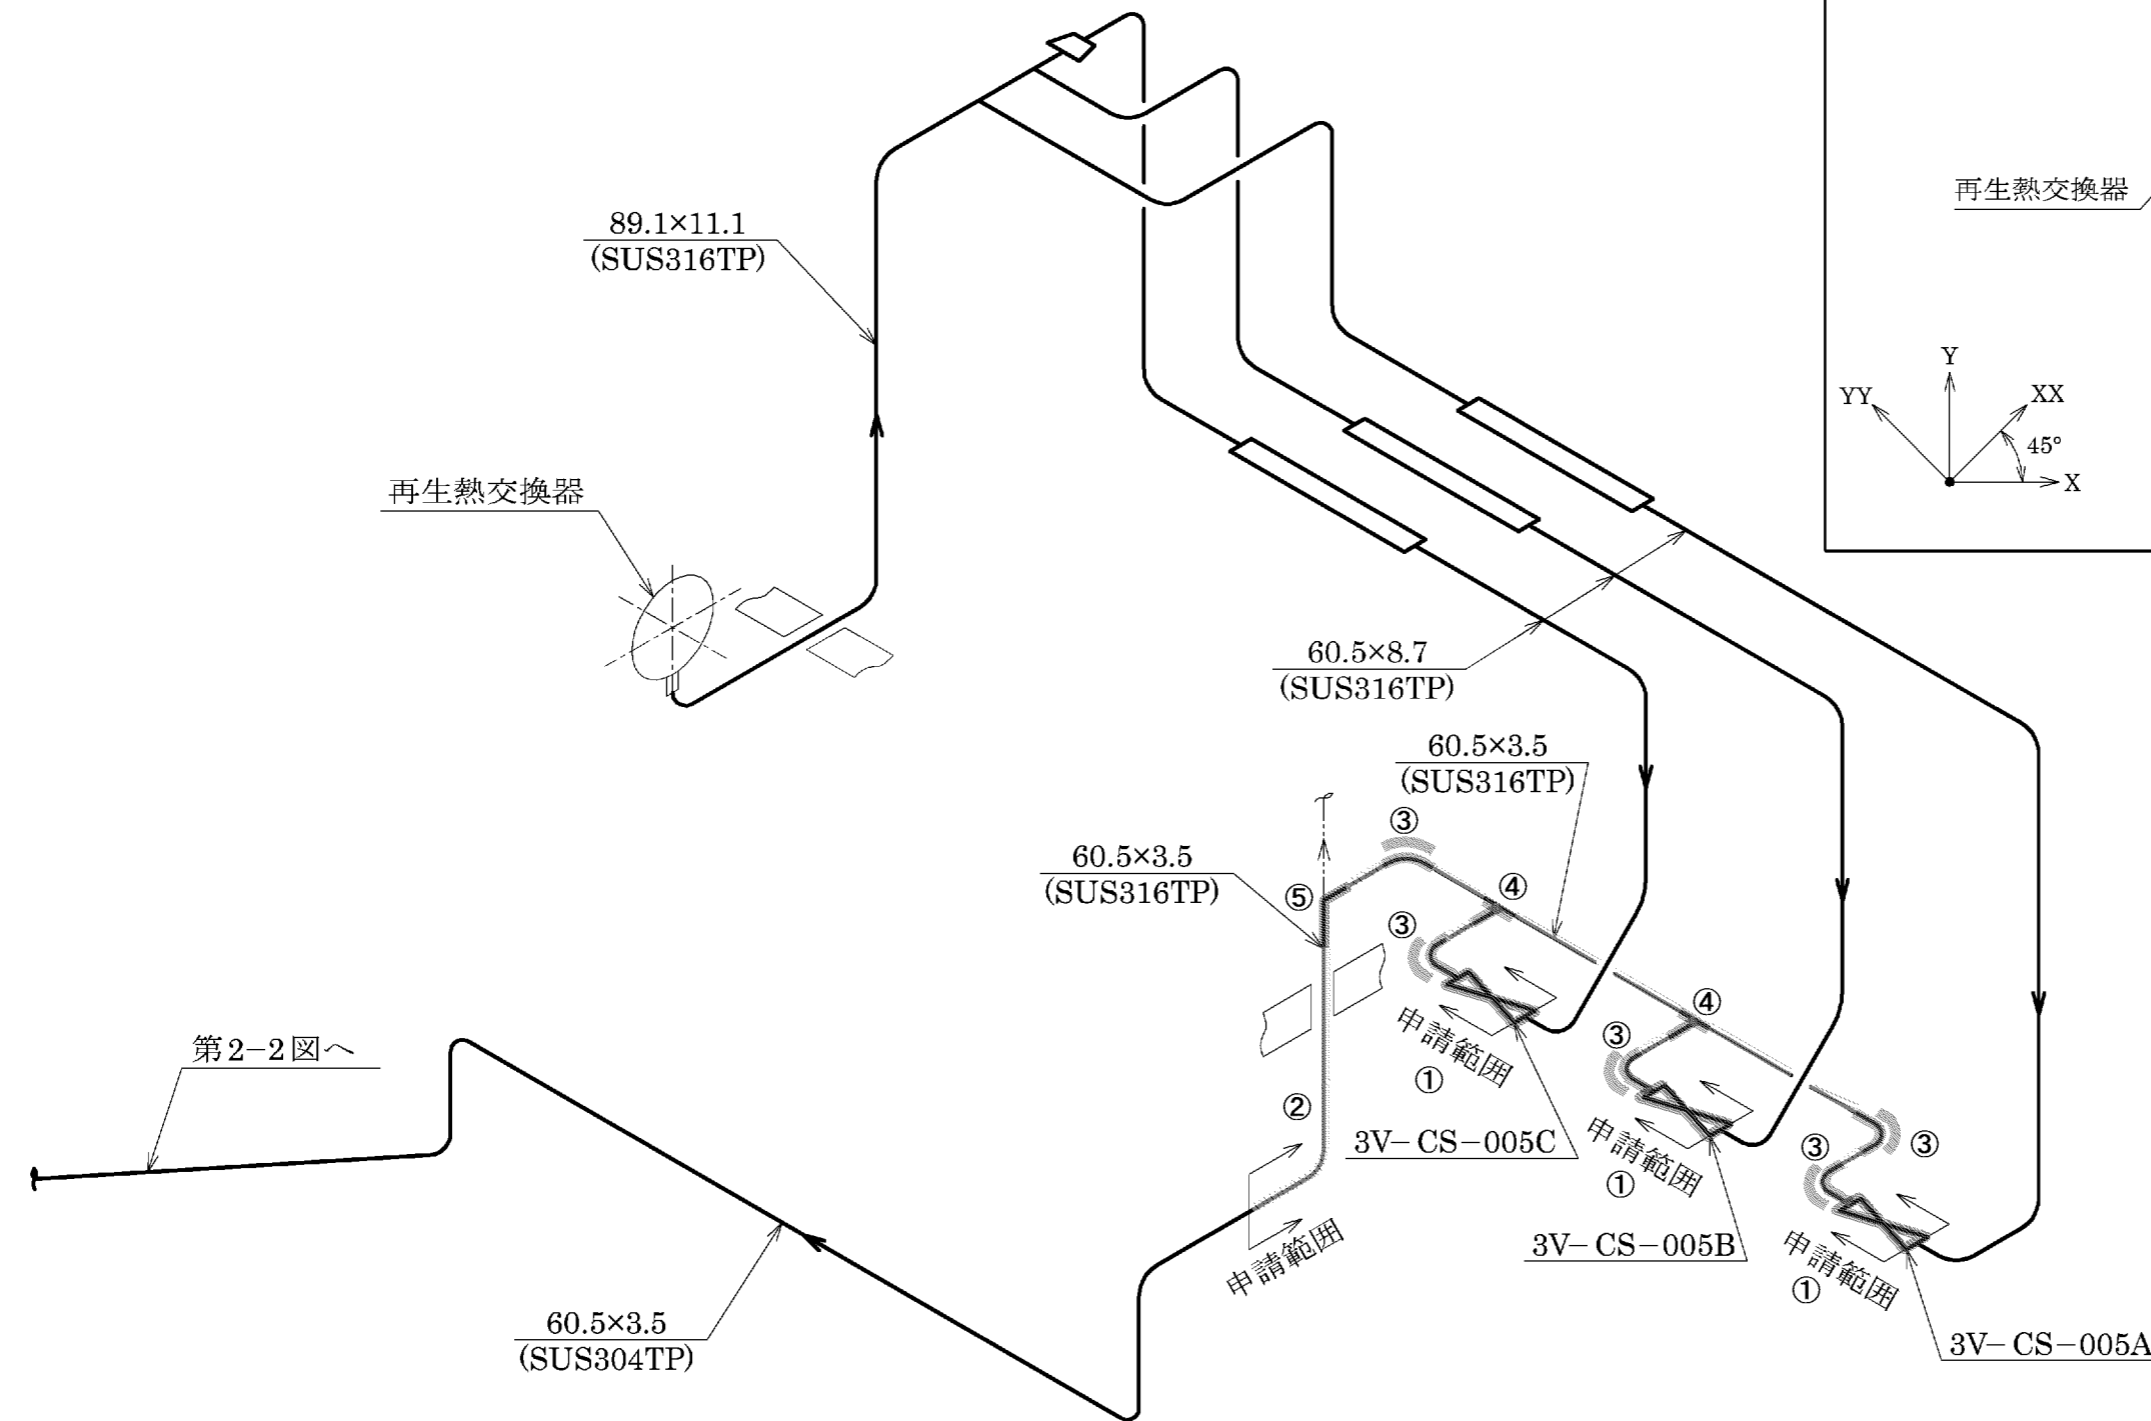 89.1×11.1
(SUS316TP)
再生熱交換器
再生熱交換器
Y
YY
XX
45°
X
60.5×8.7
(SUS316TP)
60.5×3.5
(SUS316TP)
③
60.5×3.5
(SUS316TP)
⑤
④
③
申請範囲
①
④
③
第2−2図へ
②
3V−CS−005C
申請範囲
①
③
③
3V−CS−005B
申請範囲
申請範囲
①
60.5×3.5
(SUS304TP)
3V−CS−005A